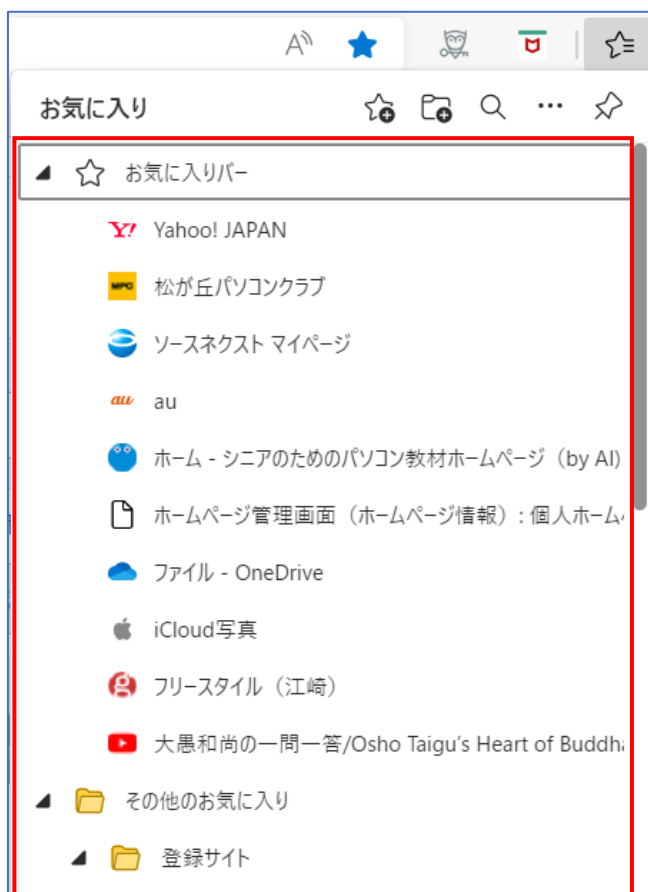 お気に入り
お気に入りバー
Yahoo! JAPAN
MPC 松が丘パソコンクラブ
ソースネクスト マイページ
au au
ホーム - シニアのためのパソコン教材ホームページ（by AI)
ホームページ管理画面（ホームページ情報）: 個人ホーム
ファイル - OneDrive
iCloud写真
フリースタイル（江崎）
大愚和尚の一問一答/Osho Taigu's Heart of Buddha
その他のお気に入り
登録サイト